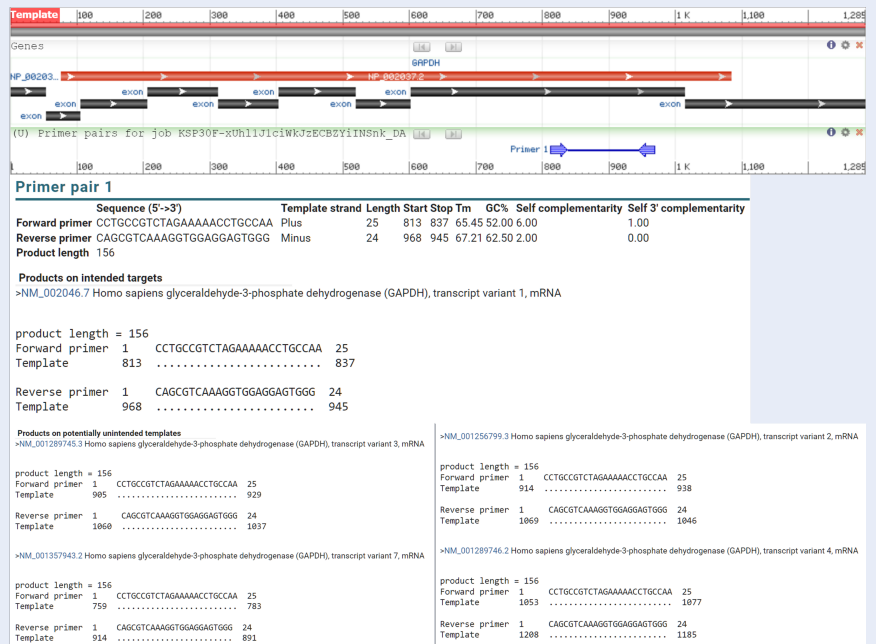 Template 100 200 300 400 500 600 700 800 900 1 K 1,100 1,285
Genes
GAPDH
NP_00203... NP_002037.2
exon exon exon
exon exon exon exon
exon
(U) Primer pairs for job KSP30F-xUhl1JlciWkJzECBZYiINSnk_DA
Primer 1
1 100 200 300 400 500 600 700 800 900 1 K 1,100 1,285
Primer pair 1
Sequence (5'->3') Template strand Length Start Stop Tm GC% Self complementarity Self 3' complementarity
Forward primer CCTGCCGTCTAGAAAAACCTGCCAA Plus 25 813 837 65.45 52.00 6.00 1.00
Reverse primer CAGCGTCAAAGGTGGAGGAGTGGG Minus 24 968 945 67.21 62.50 2.00 0.00
Product length 156
Products on intended targets
>NM_002046.7 Homo sapiens glyceraldehyde-3-phosphate dehydrogenase (GAPDH), transcript variant 1, mRNA
product length = 156
Forward primer 1 CCTGCCGTCTAGAAAAACCTGCCAA 25
Template 813 ......................... 837
Reverse primer 1 CAGCGTCAAAGGTGGAGGAGTGGG 24
Template 968 ........................ 945
Products on potentially unintended templates
>NM_001289745.3 Homo sapiens glyceraldehyde-3-phosphate dehydrogenase (GAPDH), transcript variant 3, mRNA
product length = 156
Forward primer 1 CCTGCCGTCTAGAAAAACCTGCCAA 25
Template 905 ......................... 929
Reverse primer 1 CAGCGTCAAAGGTGGAGGAGTGGG 24
Template 1060 ........................ 1037
>NM_001357943.2 Homo sapiens glyceraldehyde-3-phosphate dehydrogenase (GAPDH), transcript variant 7, mRNA
product length = 156
Forward primer 1 CCTGCCGTCTAGAAAAACCTGCCAA 25
Template 759 ......................... 783
Reverse primer 1 CAGCGTCAAAGGTGGAGGAGTGGG 24
Template 914 ........................ 891
>NM_001256799.3 Homo sapiens glyceraldehyde-3-phosphate dehydrogenase (GAPDH), transcript variant 2, mRNA
product length = 156
Forward primer 1 CCTGCCGTCTAGAAAAACCTGCCAA 25
Template 914 ......................... 938
Reverse primer 1 CAGCGTCAAAGGTGGAGGAGTGGG 24
Template 1069 ........................ 1046
>NM_001289746.2 Homo sapiens glyceraldehyde-3-phosphate dehydrogenase (GAPDH), transcript variant 4, mRNA
product length = 156
Forward primer 1 CCTGCCGTCTAGAAAAACCTGCCAA 25
Template 1053 ......................... 1077
Reverse primer 1 CAGCGTCAAAGGTGGAGGAGTGGG 24
Template 1208 ........................ 1185